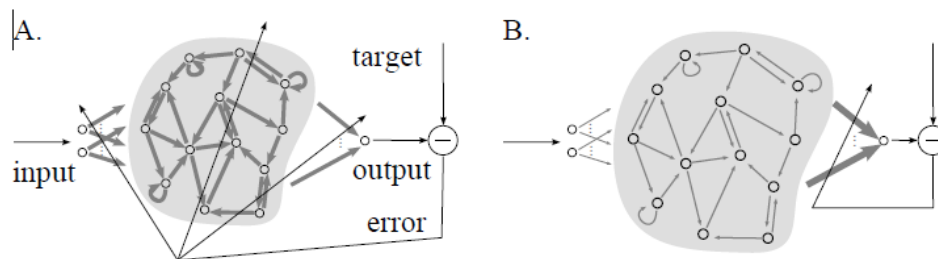 A.
target
input
output
error
B.